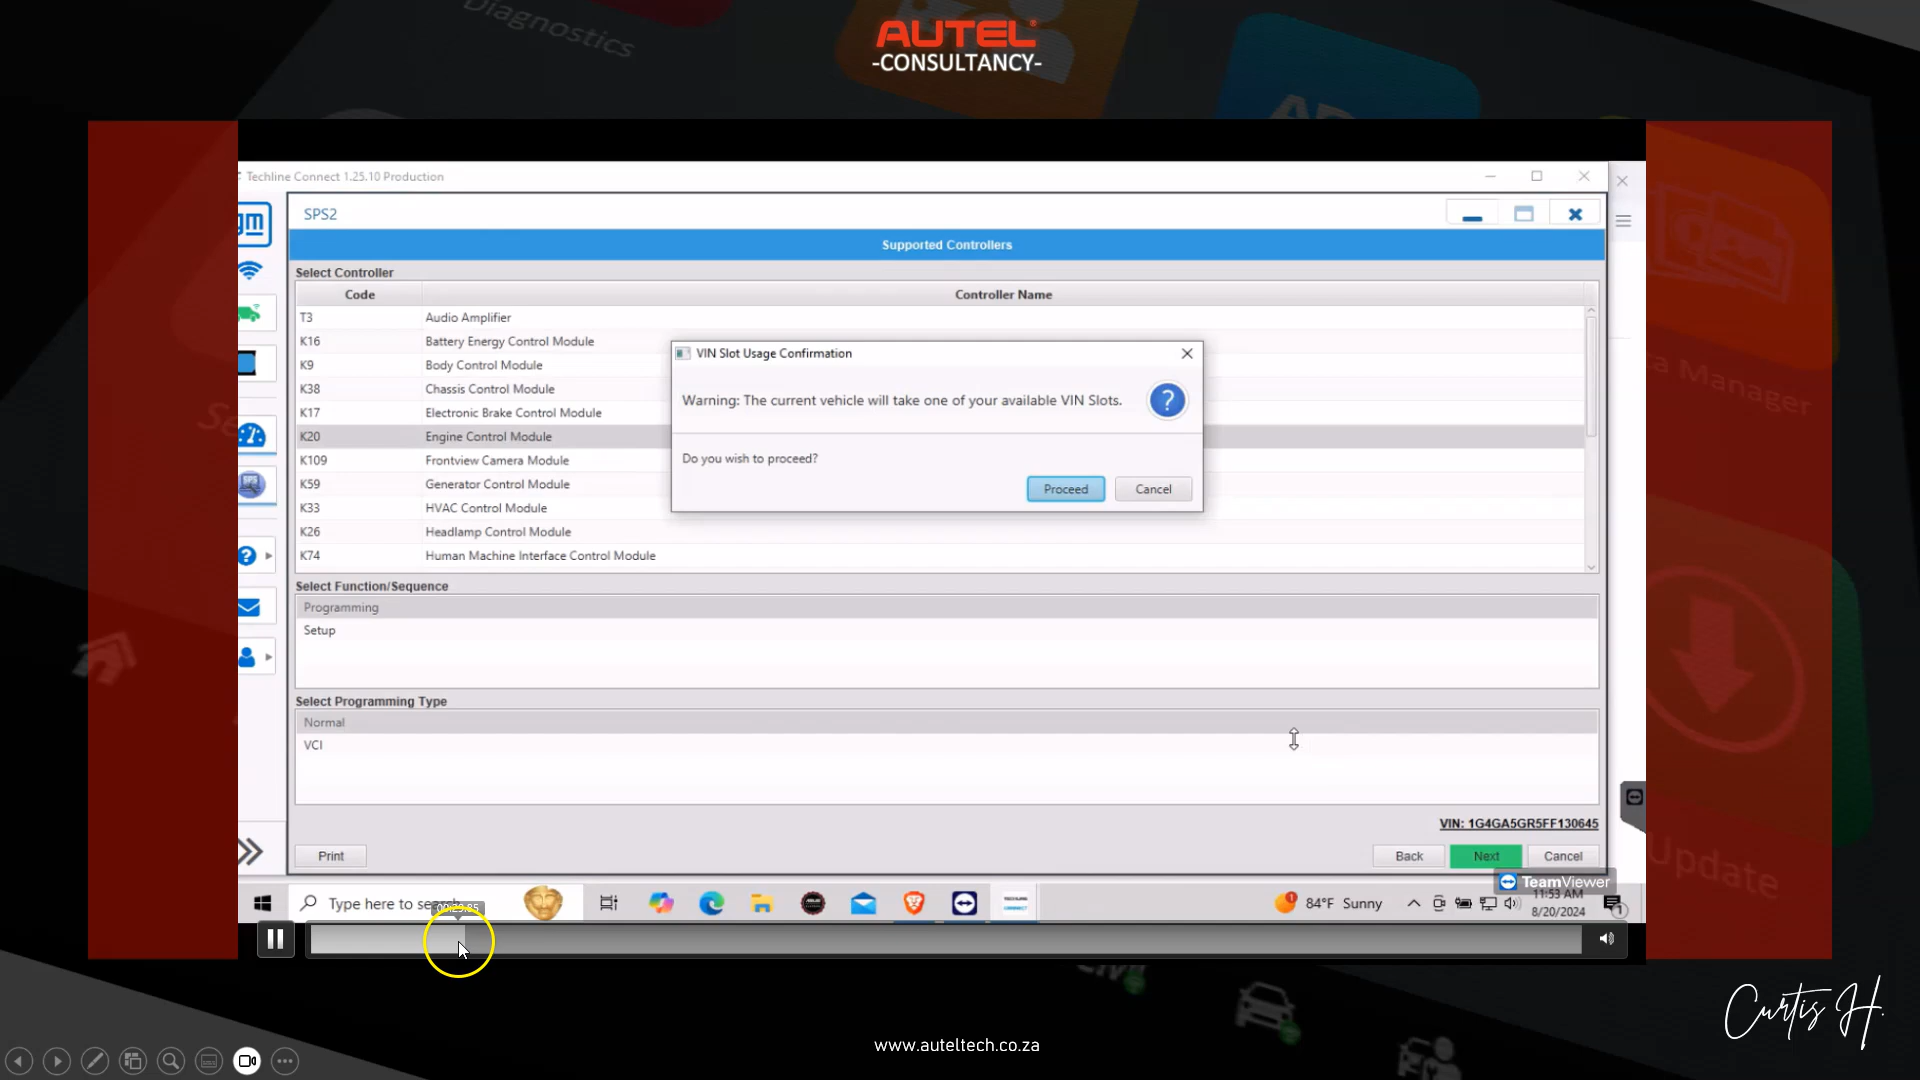 Diagnostics
AUTEL
-CONSULTANCY-
Techline Connect 1.25.10 Production
gm
SPS2
Supported Controllers
Select Controller
Code Controller Name
T3 Audio Amplifier
K16 Battery Energy Control Module
K9 Body Control Module
K38 Chassis Control Module
K17 Electronic Brake Control Module
K20 Engine Control Module
K109 Frontview Camera Module
K59 Generator Control Module
K33 HVAC Control Module
K26 Headlamp Control Module
K74 Human Machine Interface Control Module
VIN Slot Usage Confirmation
Warning: The current vehicle will take one of your available VIN Slots.
Do you wish to proceed?
Proceed Cancel
Select Function/Sequence
Programming
Setup
Select Programming Type
Normal
VCI
VIN: 1G4GA5GR5FF130645
Print Back Next Cancel
TeamViewer
Type here to search
84°F Sunny
11:53 AM
8/20/2024
Manager
Update
Curtis H.
www.auteltech.co.za